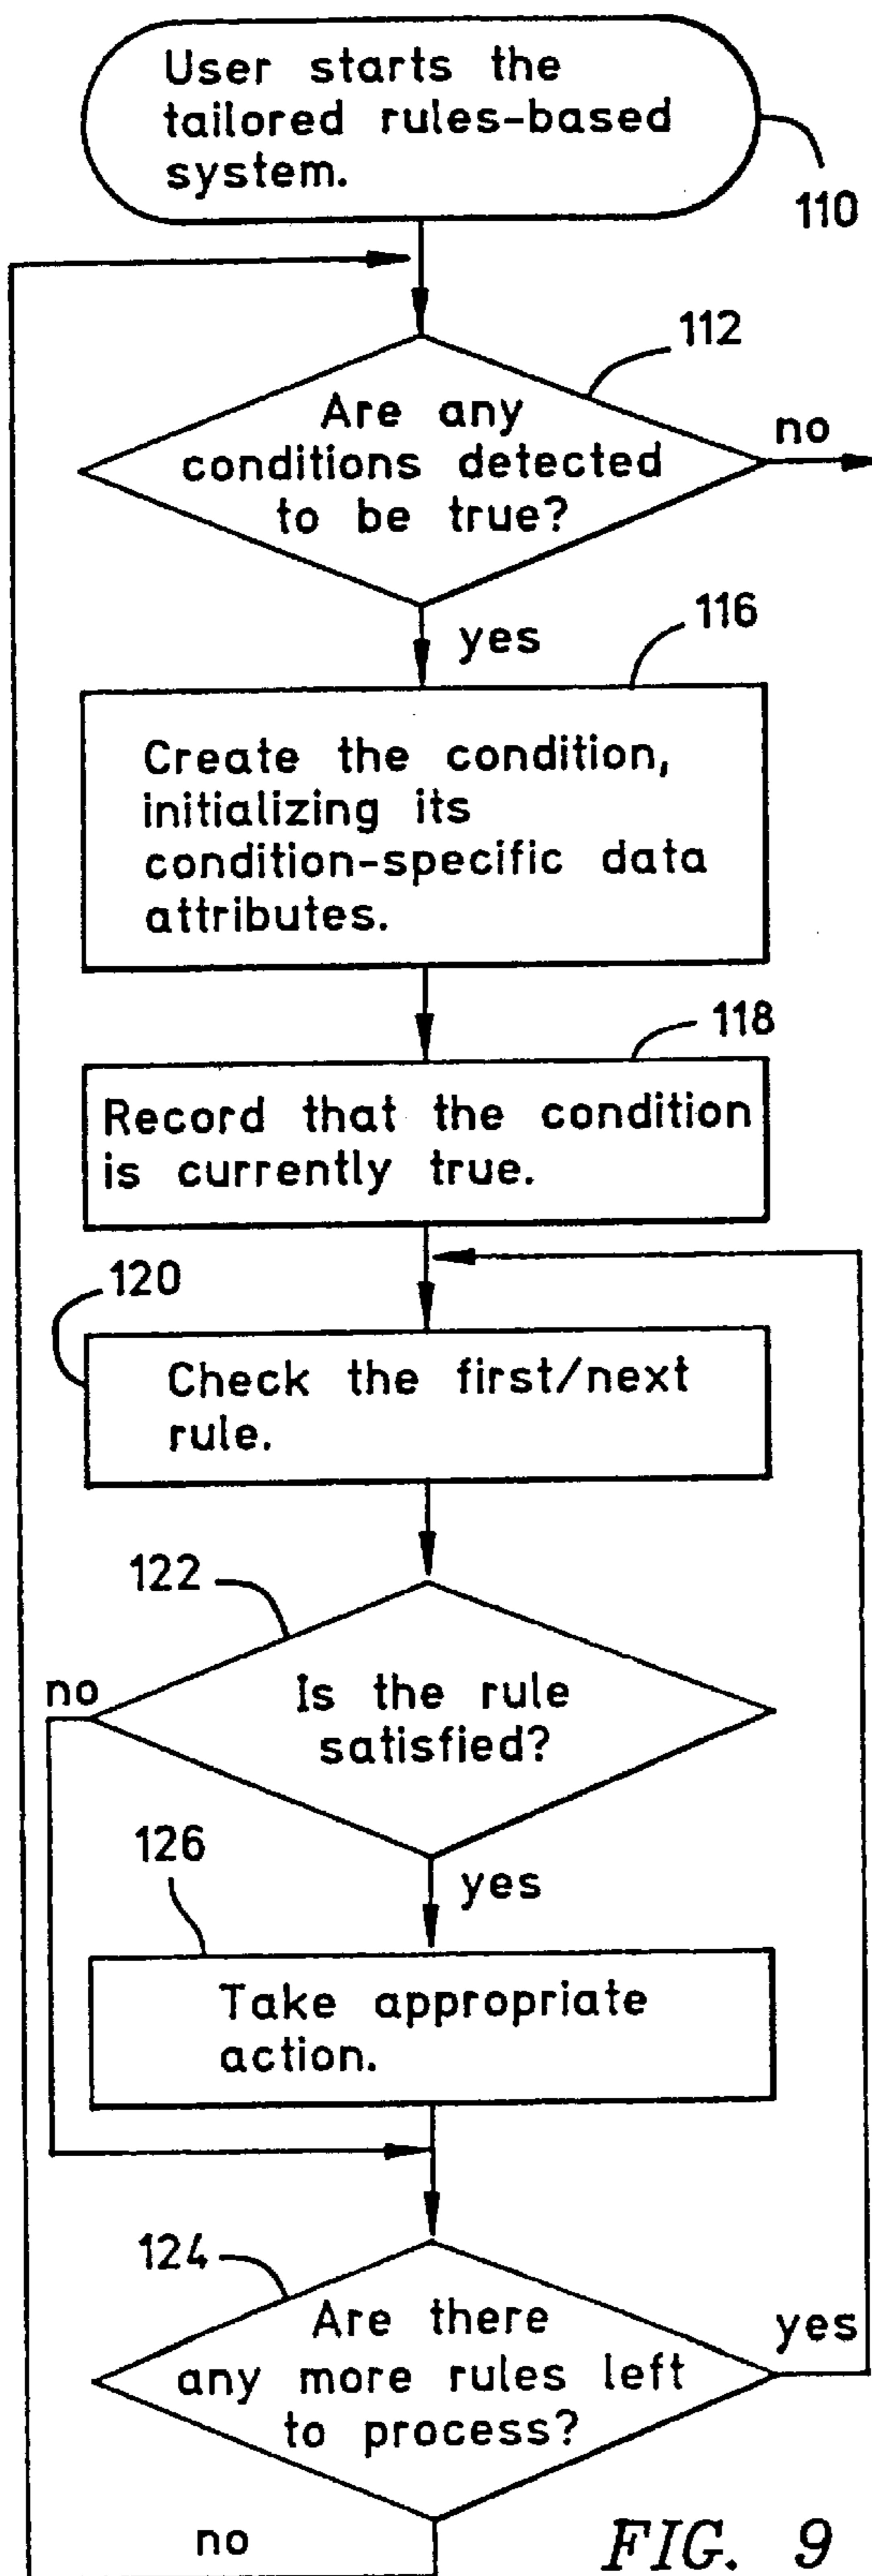 User starts the
tailored rules-based
system.
110
112
Are any
conditions detected
to be true?
no
yes
116
Create the condition,
initializing its
condition-specific data
attributes.
118
Record that the condition
is currently true.
120
Check the first/next
rule.
122
no
Is the rule
satisfied?
126
yes
Take appropriate
action.
124
Are there
any more rules left
to process?
yes
no
FIG. 9